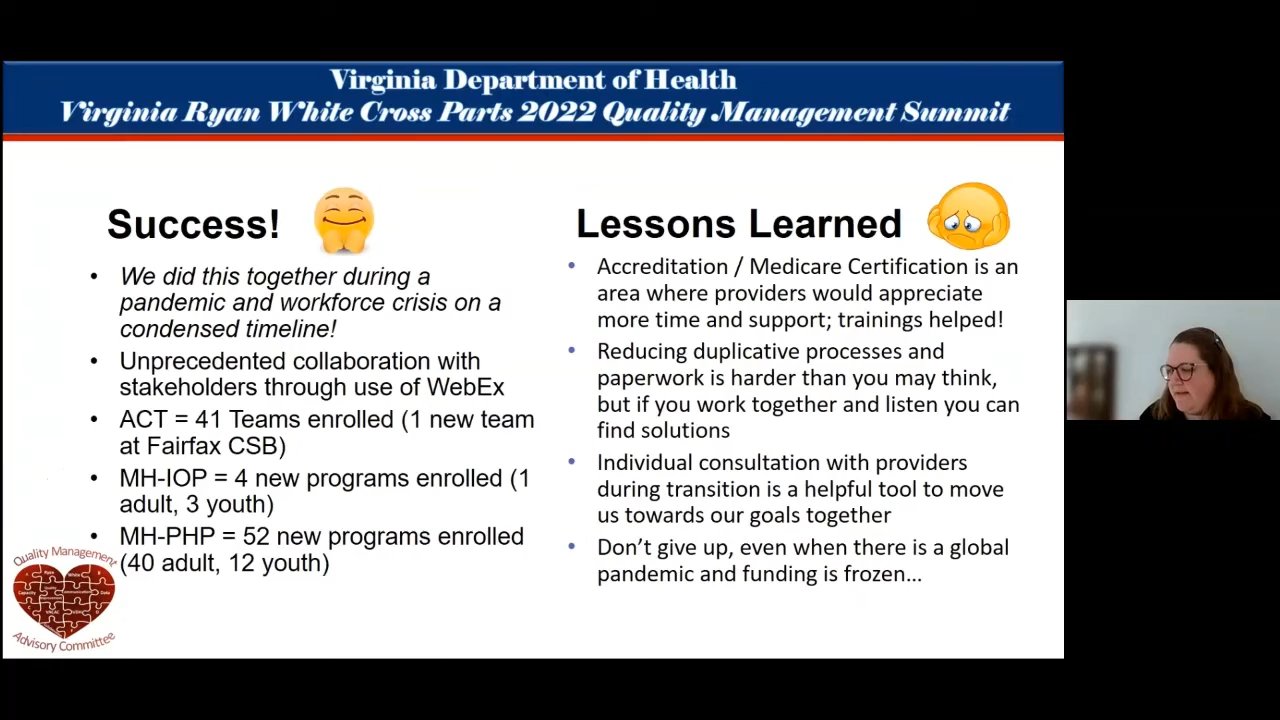 Virginia Department of Health
Virginia Ryan White Cross Parts 2022 Quality Management Summit
Success!
• We did this together during a
pandemic and workforce crisis on a
condensed timeline!
• Unprecedented collaboration with
stakeholders through use of WebEx
• ACT = 41 Teams enrolled (1 new team
at Fairfax CSB)
• MH-IOP = 4 new programs enrolled (1
adult, 3 youth)
• MH-PHP = 52 new programs enrolled
(40 adult, 12 youth)
Lessons Learned
• Accreditation / Medicare Certification is an
area where providers would appreciate
more time and support; trainings helped!
• Reducing duplicative processes and
paperwork is harder than you may think,
but if you work together and listen you can
find solutions
• Individual consultation with providers
during transition is a helpful tool to move
us towards our goals together
• Don’t give up, even when there is a global
pandemic and funding is frozen…
Quality Management
Advisory Committee